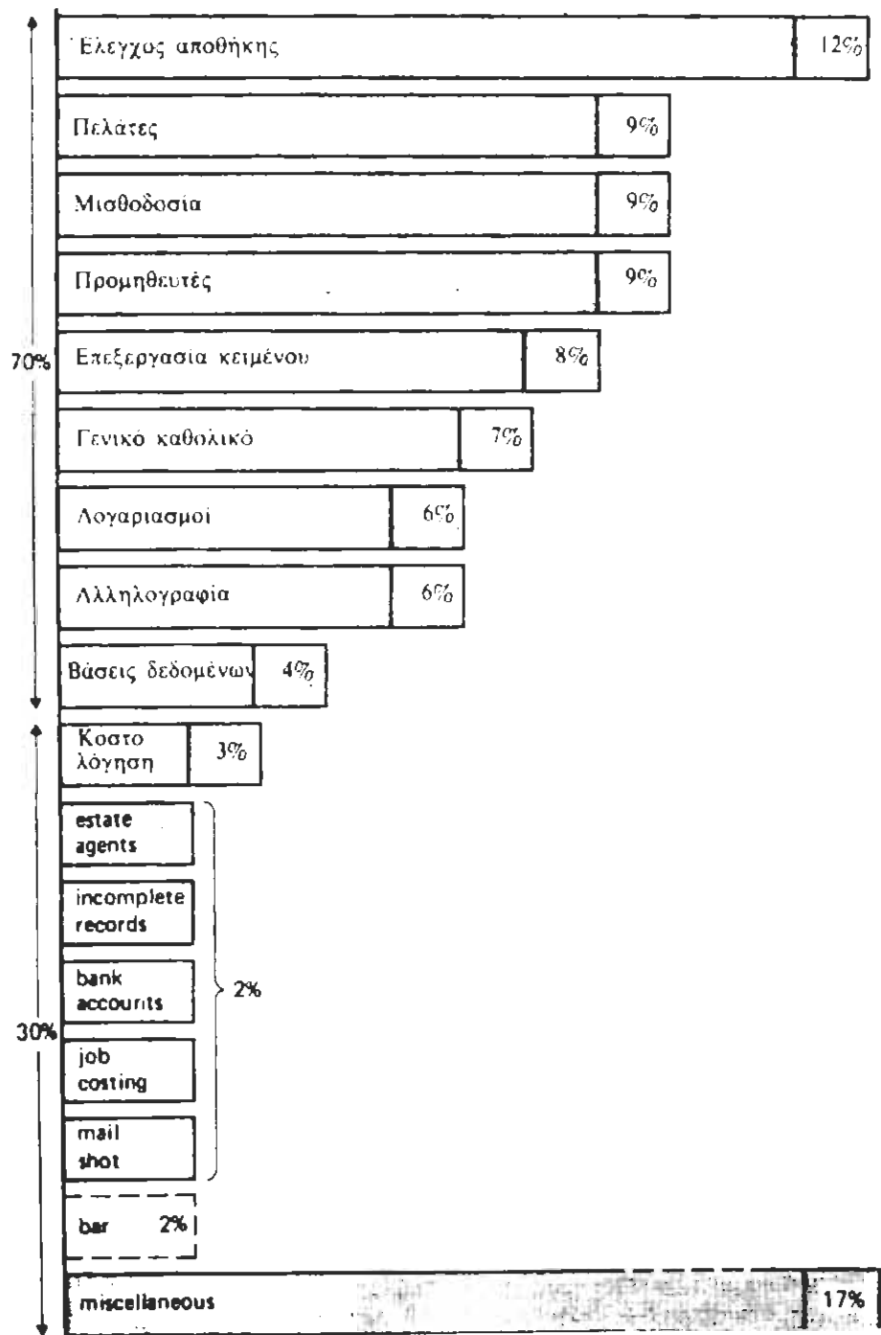 Έλεγχος αποθήκης 12%
Πελάτες 9%
Μισθοδοσία 9%
Προμηθευτές 9%
70%
Επεξεργασία κειμένου 8%
Γενικό καθολικό 7%
Λογαριασμοί 6%
Αλληλογραφία 6%
Βάσεις δεδομένων 4%
Κοστο
λόγηση 3%
estate
agents
incomplete
records
bank
accounts
2%
30%
job
costing
mail
shot
bar 2%
miscellaneous 17%